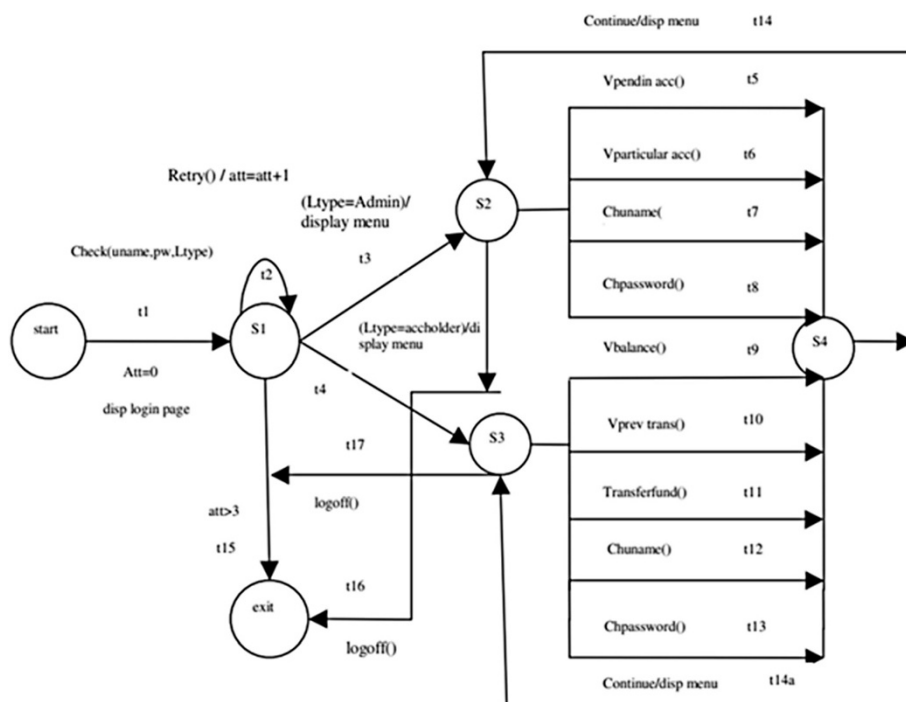 Continue/disp menu t14
Vpendin acc() t5
Vparticular acc() t6
Retry() / att=att+1
(Ltype=Admin)/
display menu
S2
Chuname( t7
Check(uname,pw,Ltype)
t3
t2
Chpassword() t8
t1
start
S1
(Ltype=accholder)/di
splay menu
S4
Vbalance() t9
Att=0
disp login page
t4
Vprev trans() t10
S3
t17
logoff()
Transferfund() t11
att>3
t15
Chuname() t12
t16
exit
logoff()
Chpassword() t13
Continue/disp menu t14a